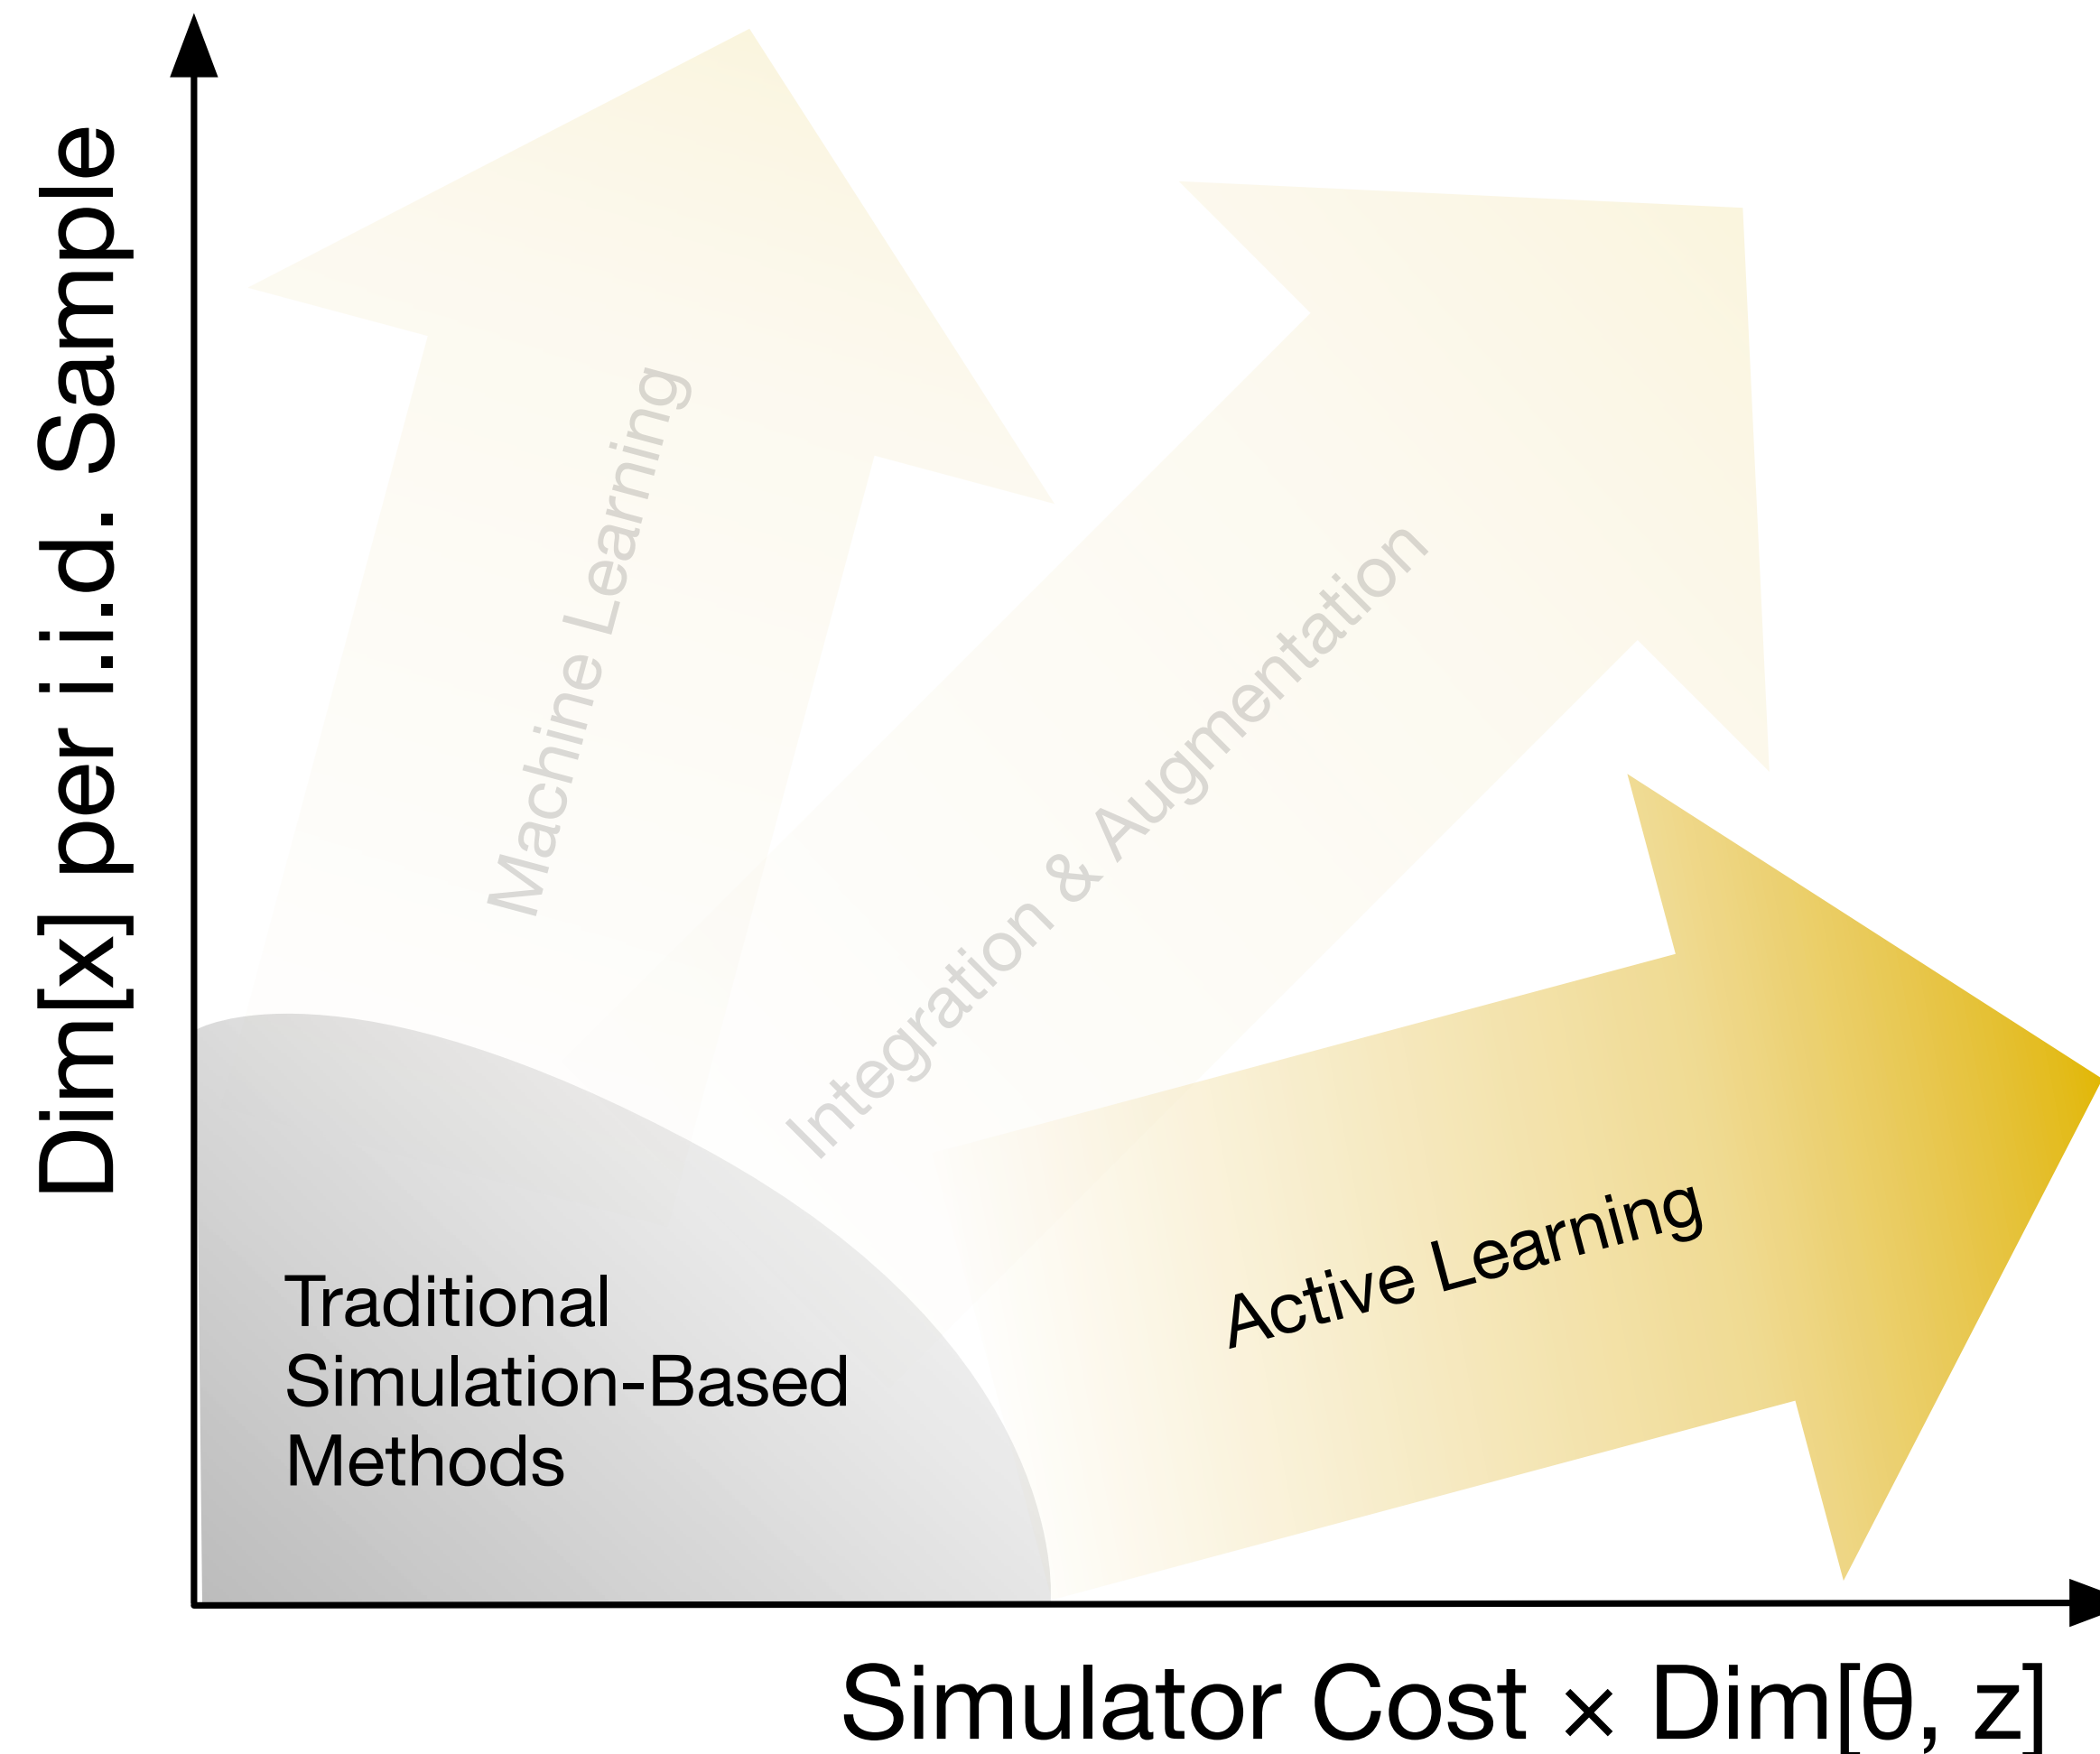 Dim[x] per i.i.d. Sample
Machine Learning
Integration & Augmentation
Active Learning
Traditional
Simulation-Based
Methods
Simulator Cost × Dim[θ, z]